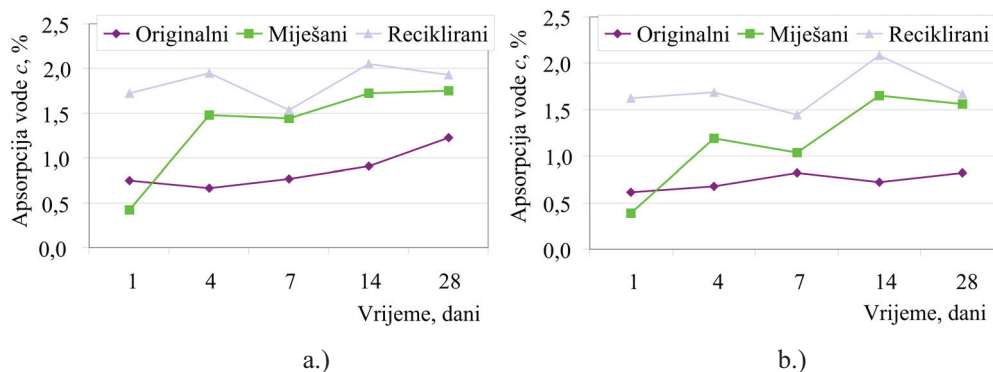 2,5
Originalni Miješani Reciklirani
2,0
1,5
1,0
0,5
0,0
Apsorpcija vode c, %
1 4 7 14 28
Vrijeme, dani
a.)
2,5
Originalni Miješani Reciklirani
2,0
1,5
1,0
0,5
0,0
Apsorpcija vode c, %
1 4 7 14 28
Vrijeme, dani
b.)